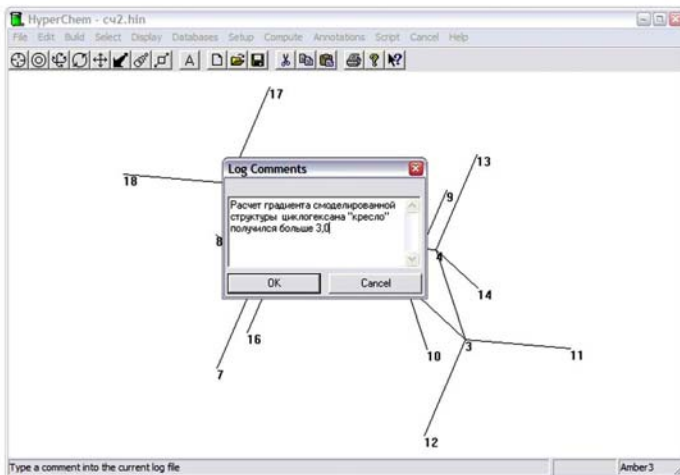 HyperChem - сч2.hin
File Edit Build Select Display Databases Setup Compute Annotations Script Cancel Help
A
17
Log Comments
13
18
9
Расчет градиента смоделированной
структуры циклогексана "кресло"
получился больше 3,0
8
4
OK Cancel
14
16
3
10
11
7
12
Type a comment into the current log file
Amber3